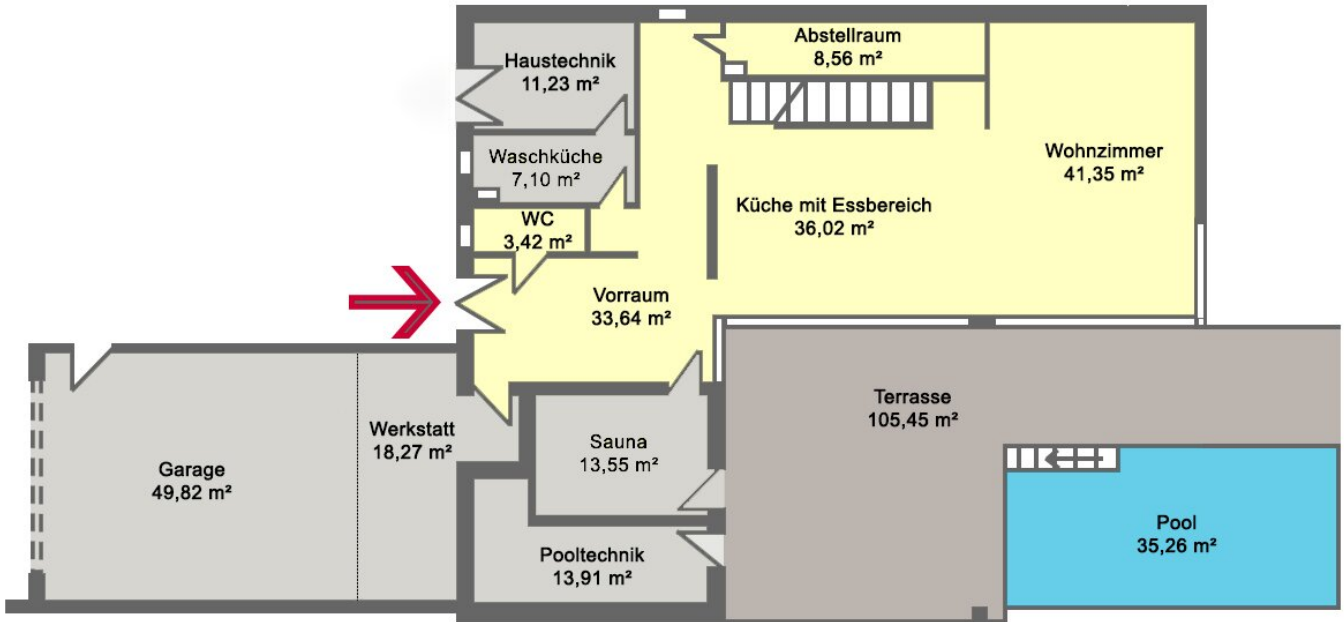 Haustechnik
11,23 m²
Abstellraum
8,56 m²
Waschküche
7,10 m²
Wohnzimmer
41,35 m²
Küche mit Essbereich
36,02 m²
WC
3,42 m²
Vorraum
33,64 m²
Terrasse
105,45 m²
Werkstatt
18,27 m²
Sauna
13,55 m²
Garage
49,82 m²
Pool
35,26 m²
Pooltechnik
13,91 m²